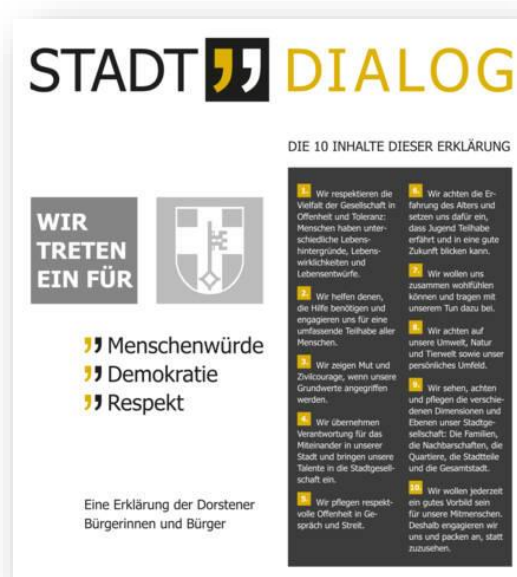 STADT DIALOG
DIE 10 INHALTE DIESER ERKLÄRUNG
WIR
TRETEN
EIN FÜR
Menschenwürde
Demokratie
Respekt
Eine Erklärung der Dorstener
Bürgerinnen und Bürger
1. Wir respektieren die
Vielfalt der Gesellschaft in
Offenheit und Toleranz:
Menschen haben unter-
schiedliche Lebens-
hintergründe, Lebens-
wirklichkeiten und
Lebensentwürfe.
2. Wir helfen denen,
die Hilfe benötigen und
engagieren uns für eine
umfassende Teilhabe aller
Menschen.
3. Wir zeigen Mut und
Zivilcourage, wenn unsere
Grundwerte angegriffen
werden.
4. Wir übernehmen
Verantwortung für das
Miteinander in unserer
Stadt und bringen unsere
Talente in die Stadtgesell-
schaft ein.
5. Wir pflegen respekt-
volle Offenheit in Ge-
spräch und Streit.
6. Wir achten die Er-
fahrung des Alters und
setzen uns dafür ein,
dass Jugend Teilhabe
erfährt und in eine gute
Zukunft blicken kann.
7. Wir wollen uns
zusammen wohlfühlen
können und tragen mit
unserem Tun dazu bei.
8. Wir achten auf
unsere Umwelt, Natur
und Tierwelt sowie unser
persönliches Umfeld.
9. Wir sehen, achten
und pflegen die verschie-
denen Dimensionen und
Ebenen unser Stadtge-
sellschaft: Die Familien,
die Nachbarschaften, die
Quartiere, die Stadtteile
und die Gesamtstadt.
10. Wir wollen jederzeit
ein gutes Vorbild sein
für unsere Mitmenschen.
Deshalb engagieren wir
uns und packen an, statt
zuzusehen.